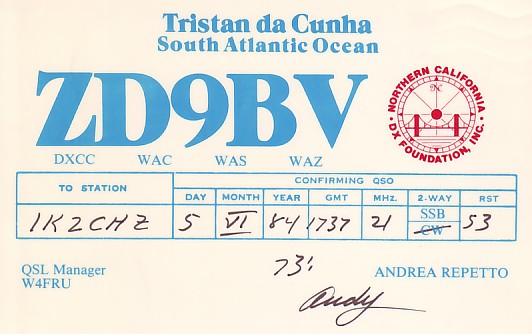 Tristan da Cunha
South Atlantic Ocean
ZD9BV
NORTHERN CALIFORNIA
NC
DX FOUNDATION, INC.
DXCC WAC WAS WAZ
TO STATION CONFIRMING QSO
DAY MONTH YEAR GMT MHZ. 2-WAY RST
IK2CHZ 5 VI 84 1737 21 SSB CW 53
QSL Manager 73! ANDREA REPETTO
W4FRU
Andy